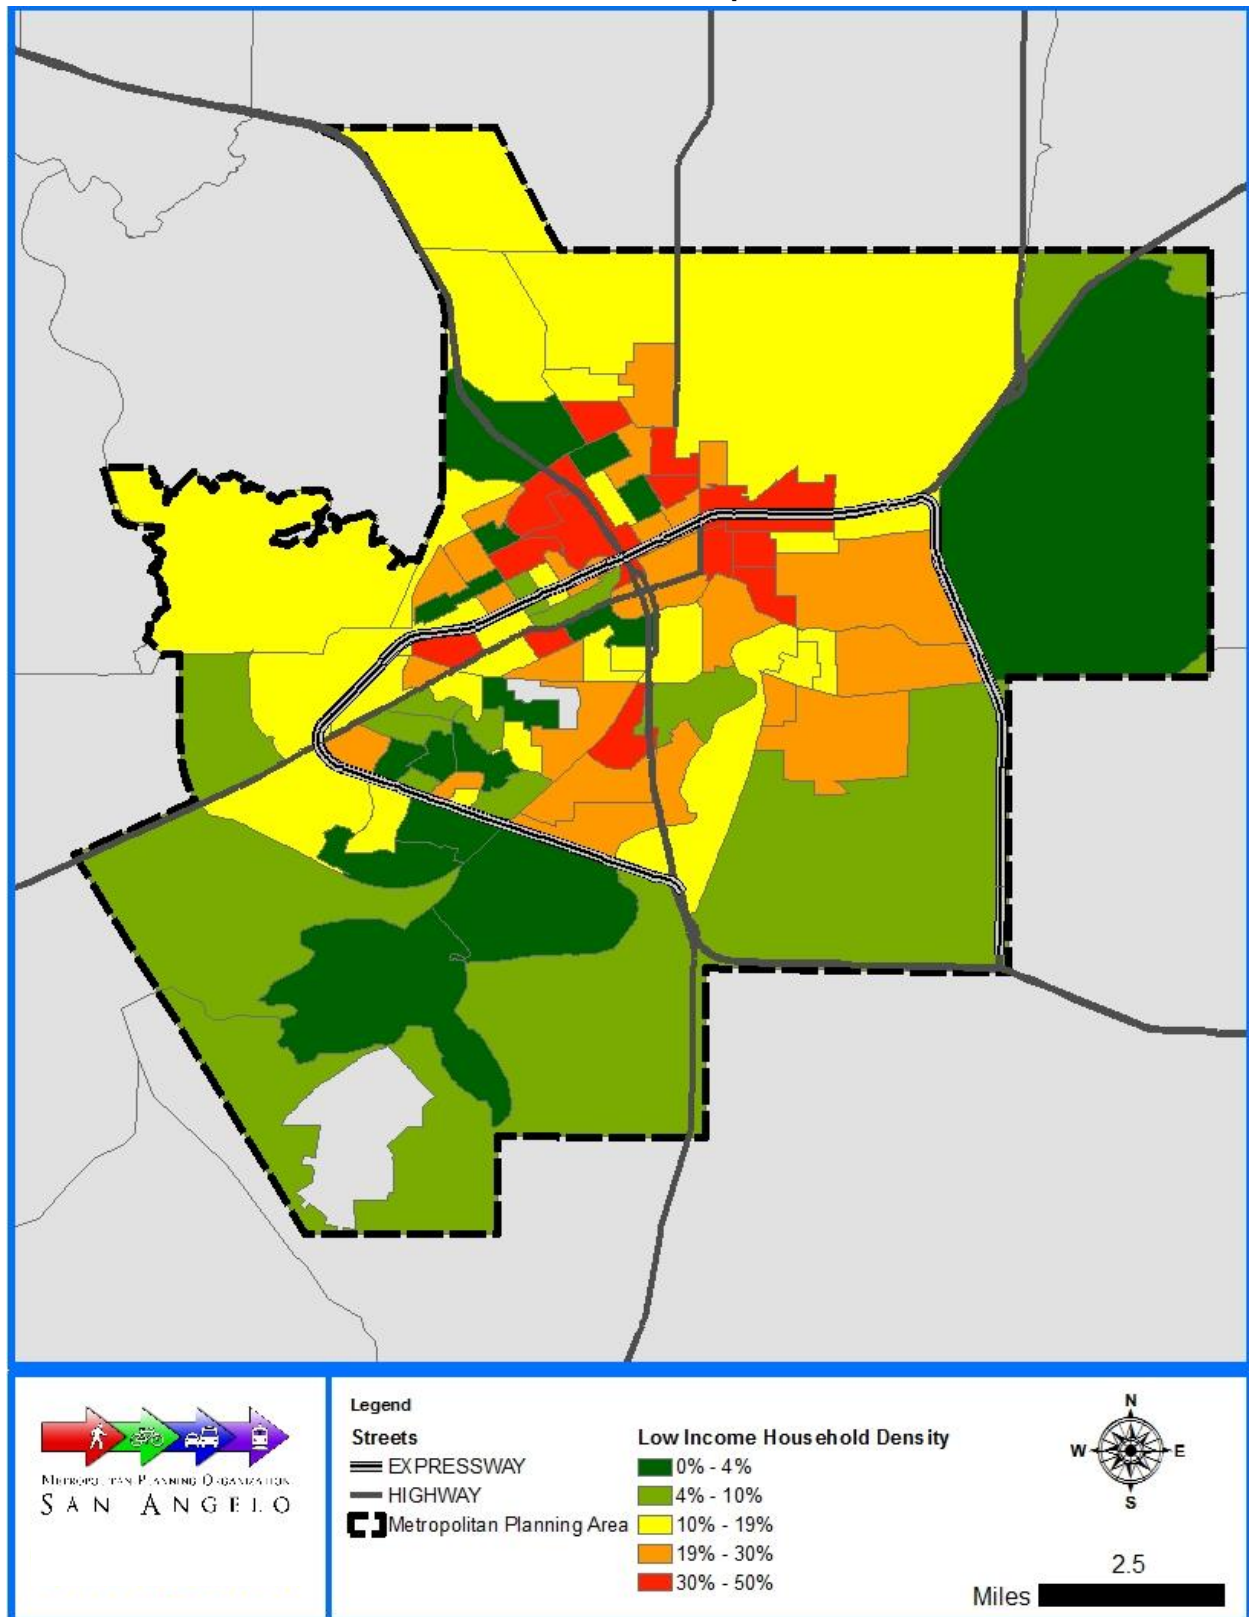 METROPOLITAN PLANNING ORGANIZATION
SAN ANGELO
Legend
Streets
EXPRESSWAY
HIGHWAY
Metropolitan Planning Area
Low Income Household Density
0% - 4%
4% - 10%
10% - 19%
19% - 30%
30% - 50%
N
W
E
S
2.5
Miles